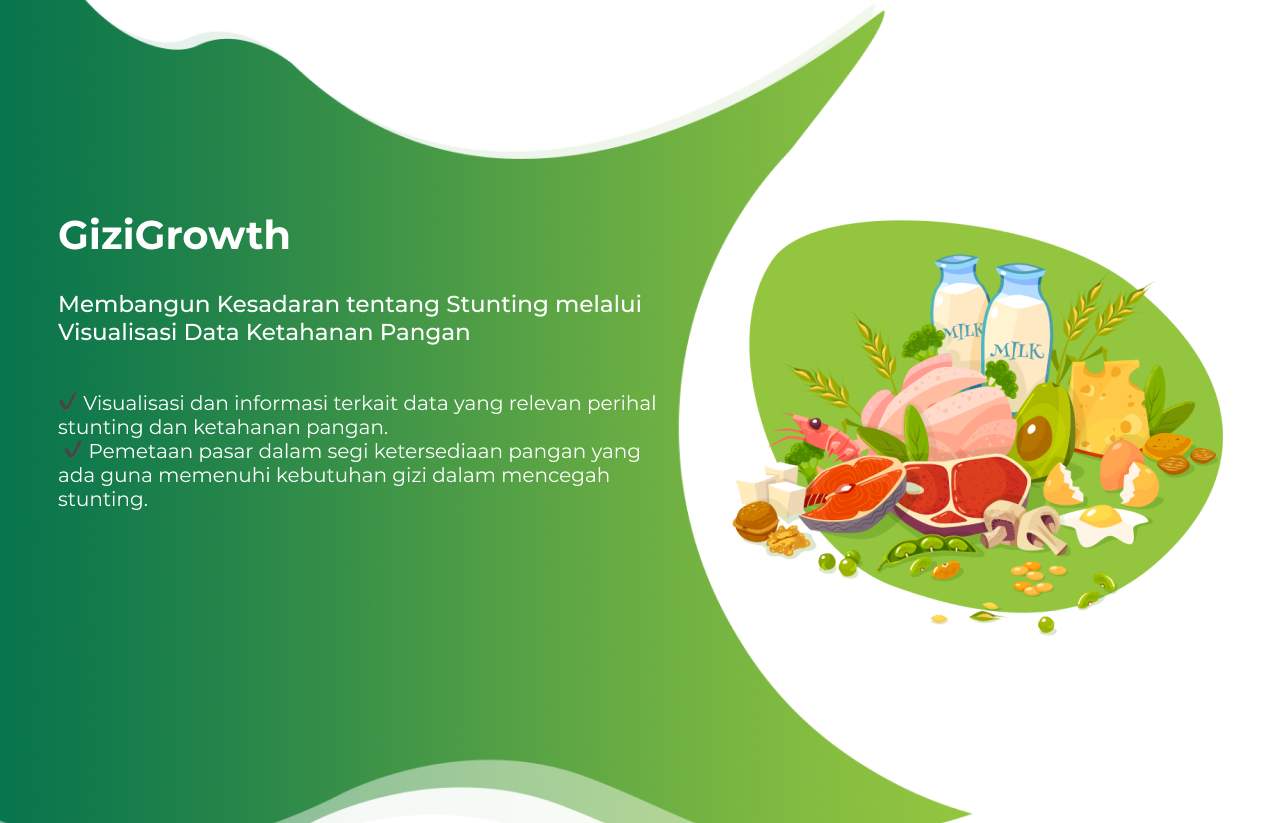 GiziGrowth
Membangun Kesadaran tentang Stunting melalui
Visualisasi Data Ketahanan Pangan
✔ Visualisasi dan informasi terkait data yang relevan perihal
stunting dan ketahanan pangan.
✔ Pemetaan pasar dalam segi ketersediaan pangan yang
ada guna memenuhi kebutuhan gizi dalam mencegah
stunting.
MILK
MILK